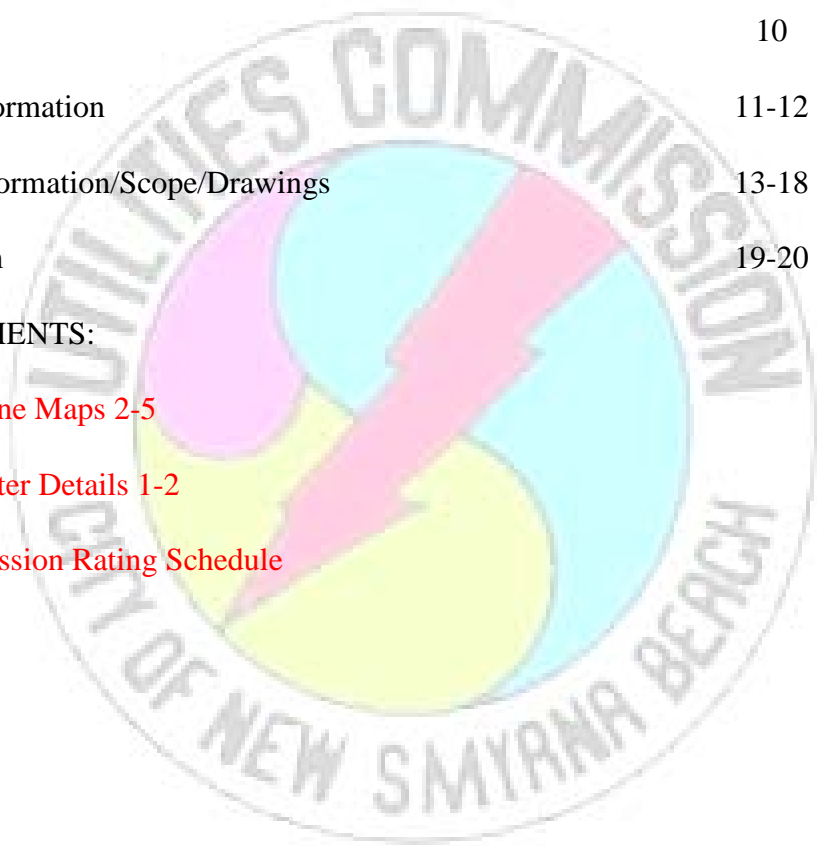 10
ormation 11-12
ormation/Scope/Drawings 13-18
n 19-20
MENTS:
ne Maps 2-5
ter Details 1-2
ssion Rating Schedule
UTILITIES COMMISSION
CITY OF NEW SMYRNA BEACH